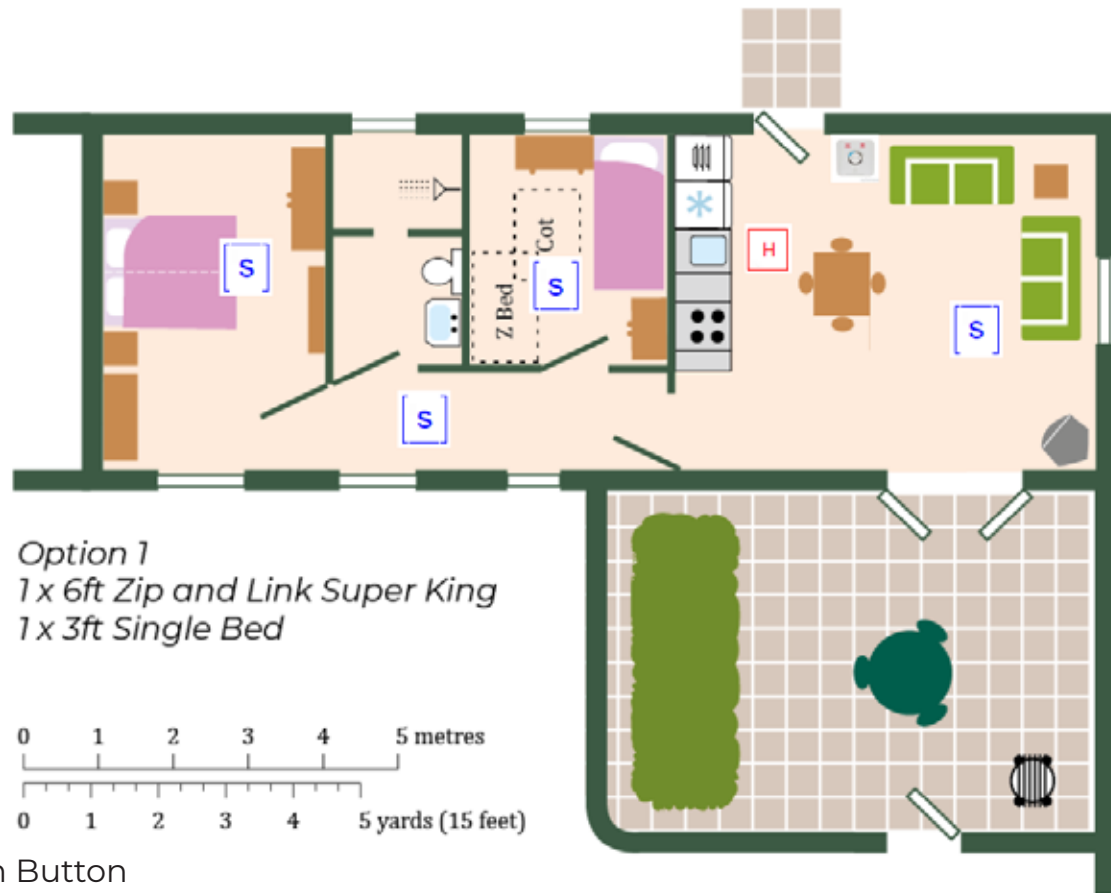 H
S
Cot
S
Z Bed
S
S
Option 1
1 x 6ft Zip and Link Super King
1 x 3ft Single Bed
0 1 2 3 4 5 metres
0 1 2 3 4 5 yards (15 feet)
Button